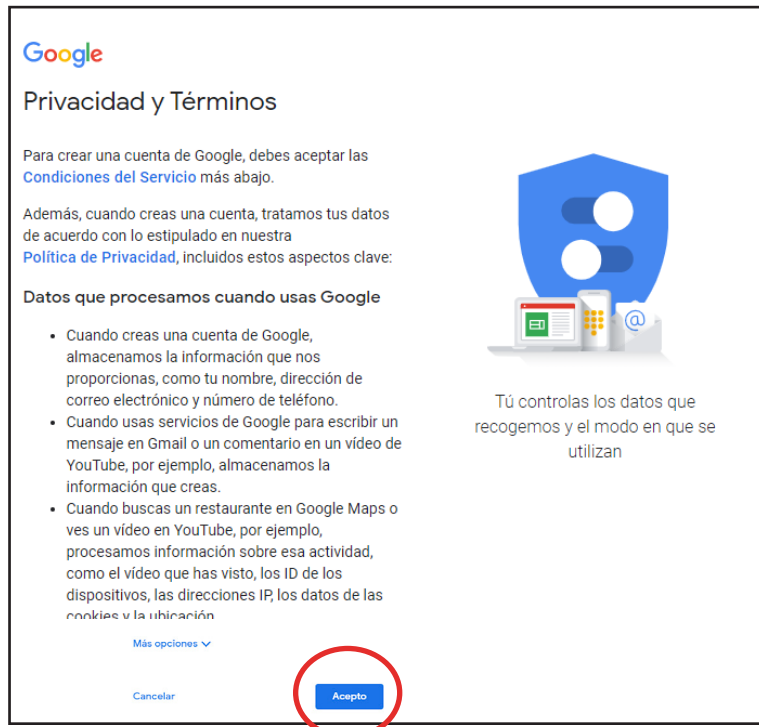 Google
Privacidad y Términos
Para crear una cuenta de Google, debes aceptar las
Condiciones del Servicio más abajo.
Además, cuando creas una cuenta, tratamos tus datos
de acuerdo con lo estipulado en nuestra
Política de Privacidad, incluidos estos aspectos clave:
Datos que procesamos cuando usas Google
• Cuando creas una cuenta de Google,
almacenamos la información que nos
proporcionas, como tu nombre, dirección de
correo electrónico y número de teléfono.
• Cuando usas servicios de Google para escribir un
mensaje en Gmail o un comentario en un vídeo de
YouTube, por ejemplo, almacenamos la
información que creas.
• Cuando buscas un restaurante en Google Maps o
ves un vídeo en YouTube, por ejemplo,
procesamos información sobre esa actividad,
como el vídeo que has visto, los ID de los
dispositivos, las direcciones IP, los datos de las
cookies y la ubicación
Más opciones
Cancelar
Acepto
@
Tú controlas los datos que
recogemos y el modo en que se
utilizan